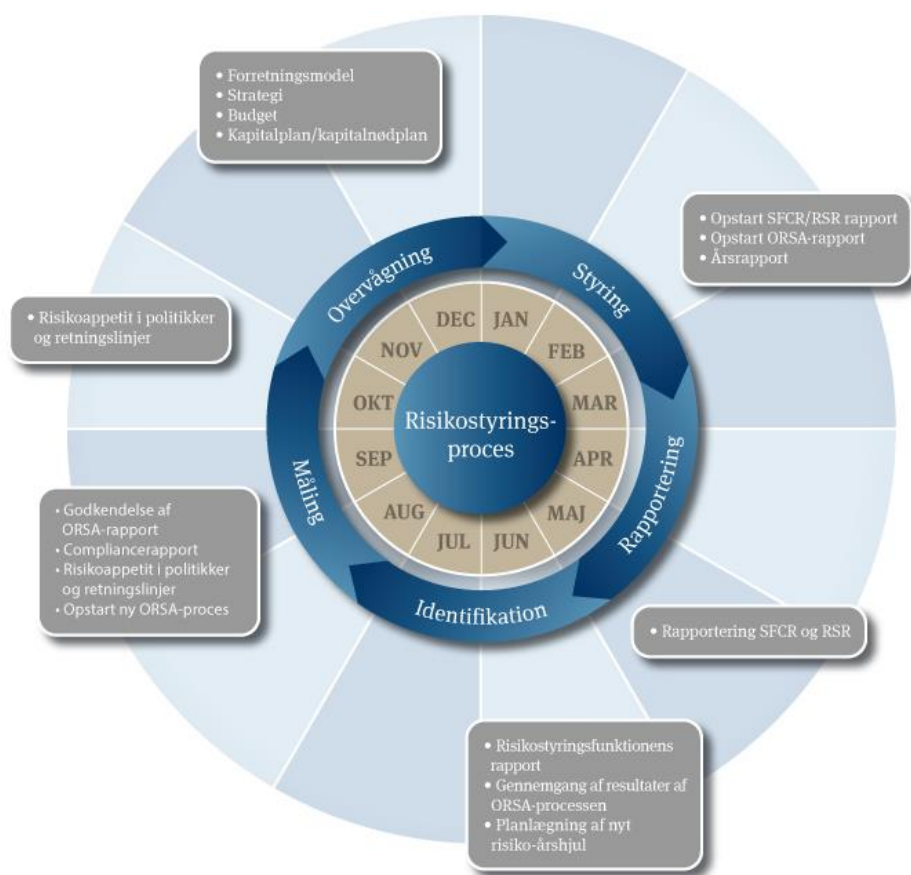 • Forretningsmodel
• Strategi
• Budget
• Kapitalplan/kapitalnødplan
• Opstart SFCR/RSR rapport
• Opstart ORSA-rapport
• Årsrapport
• Risikoappetit i politikker
og retningslinjer
• Godkendelse af
ORSA-rapport
• Compliancerapport
• Risikoappetit i politikker
og retningslinjer
• Opstart ny ORSA-proces
• Rapportering SFCR og RSR
• Risikostyringsfunktionens
rapport
• Gennemgang af resultater af
ORSA-processen
• Planlægning af nyt
risiko-årshjul
Overvågning
Styring
Rapportering
Identifikation
Måling
JAN
FEB
MAR
APR
MAJ
JUN
JUL
AUG
SEP
OKT
NOV
DEC
Risikostyrings-
proces